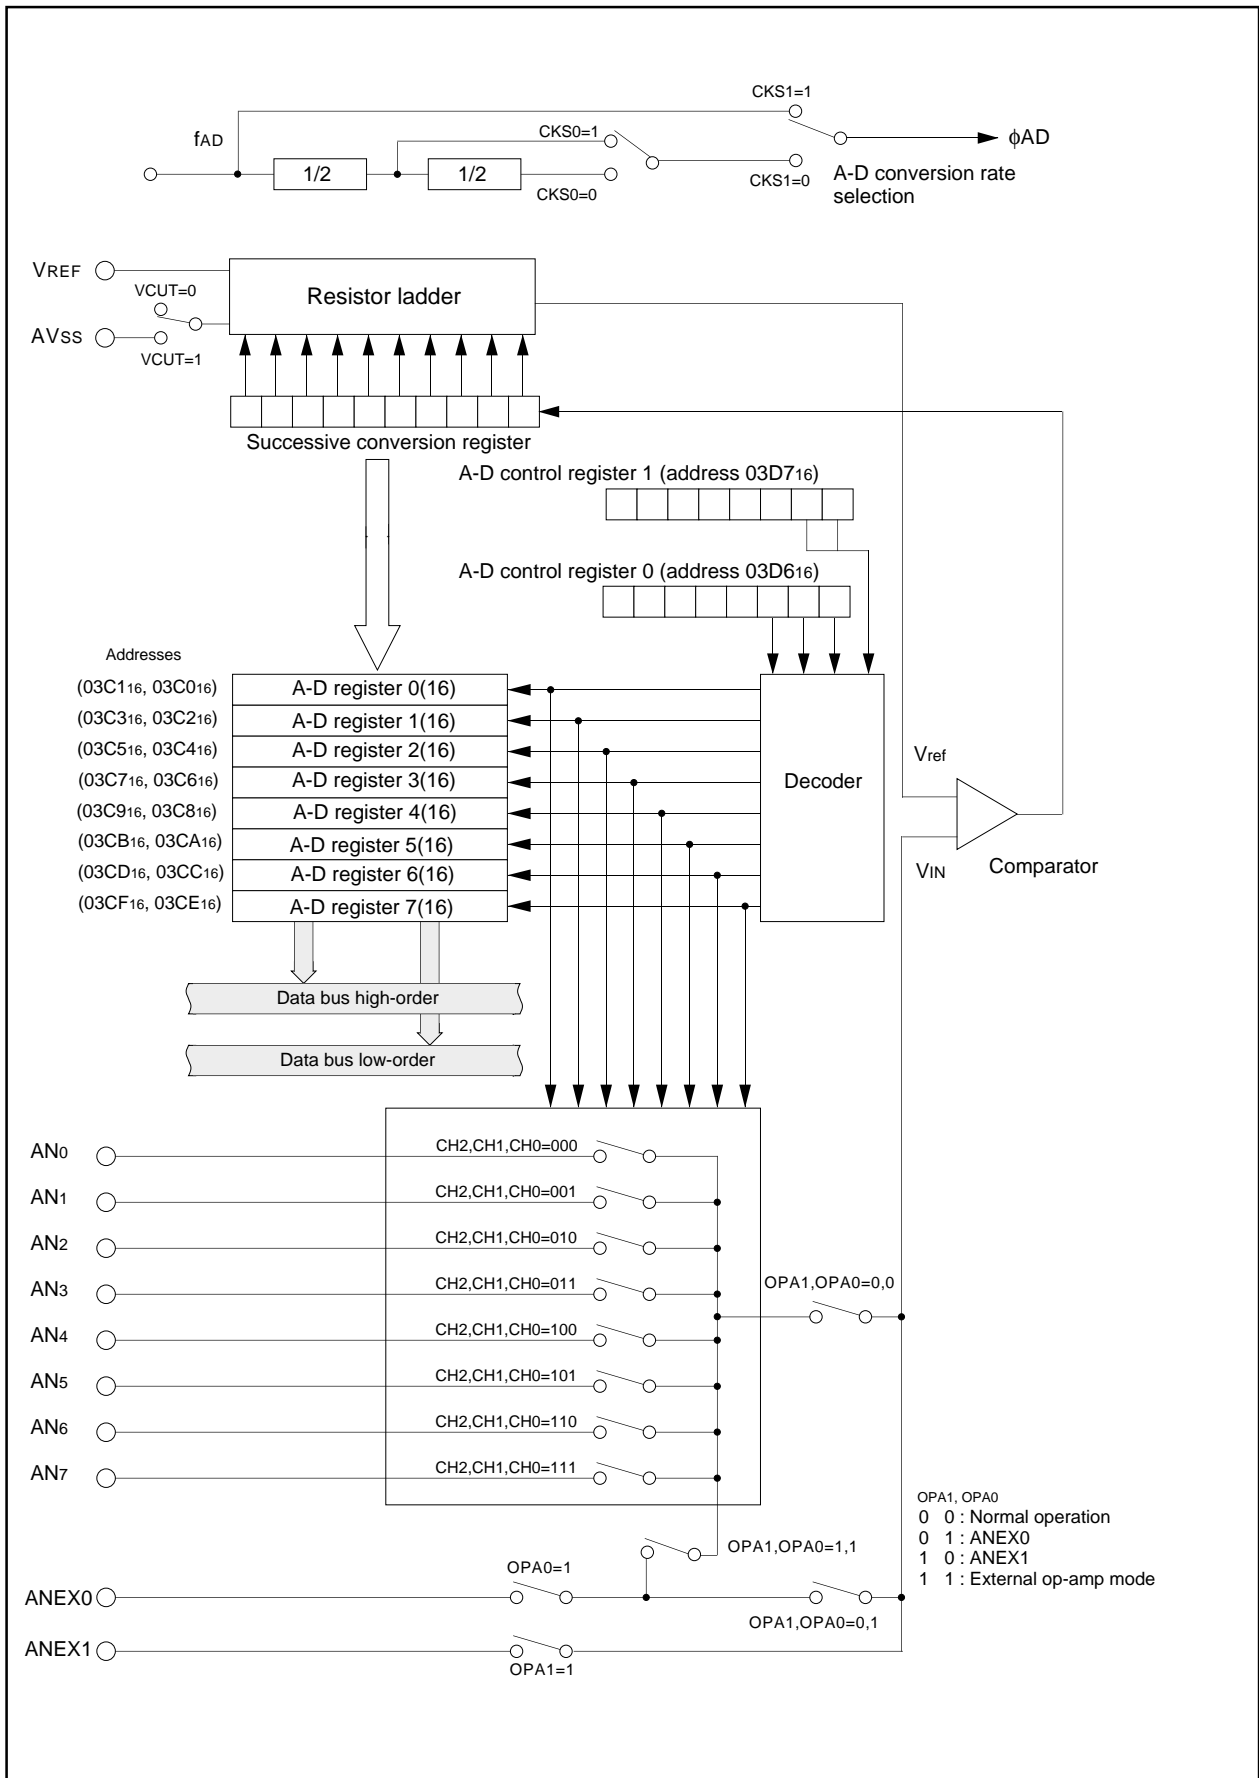 CKS1=1
fAD
CKS0=1
ϕAD
1/2
1/2
CKS0=0
CKS1=0
A-D conversion rate
selection
VREF
VCUT=0
Resistor ladder
AVSS
VCUT=1
Successive conversion register
A-D control register 1 (address 03D716)
A-D control register 0 (address 03D616)
Addresses
(03C116, 03C016)
A-D register 0(16)
(03C316, 03C216)
A-D register 1(16)
(03C516, 03C416)
A-D register 2(16)
(03C716, 03C616)
A-D register 3(16)
(03C916, 03C816)
A-D register 4(16)
(03CB16, 03CA16)
A-D register 5(16)
(03CD16, 03CC16)
A-D register 6(16)
(03CF16, 03CE16)
A-D register 7(16)
Decoder
Vref
VIN
Comparator
Data bus high-order
Data bus low-order
AN0
CH2,CH1,CH0=000
AN1
CH2,CH1,CH0=001
AN2
CH2,CH1,CH0=010
AN3
CH2,CH1,CH0=011
OPA1,OPA0=0,0
AN4
CH2,CH1,CH0=100
AN5
CH2,CH1,CH0=101
AN6
CH2,CH1,CH0=110
AN7
CH2,CH1,CH0=111
OPA1, OPA0
0 0 : Normal operation
0 1 : ANEX0
1 0 : ANEX1
1 1 : External op-amp mode
OPA1,OPA0=1,1
OPA0=1
ANEX0
OPA1,OPA0=0,1
ANEX1
OPA1=1